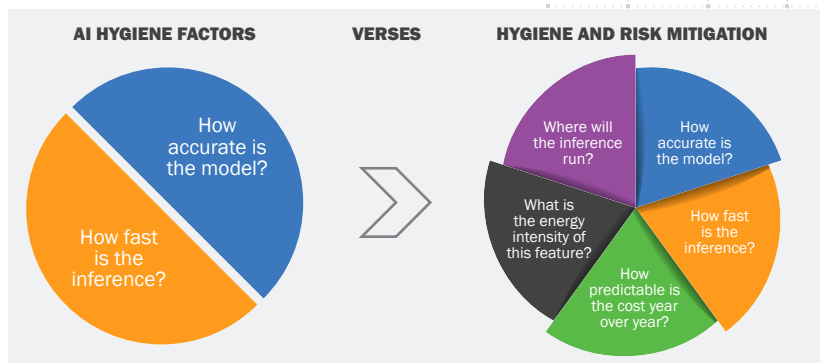 AI HYGIENE FACTORS
VERSES
HYGIENE AND RISK MITIGATION
How
accurate is
the model?
How fast
is the
inference?
Where will
the inference
run?
How
accurate is
the model?
What is
the energy
intensity of
this feature?
How fast
is the
inference?
How
predictable is
the cost year
over year?